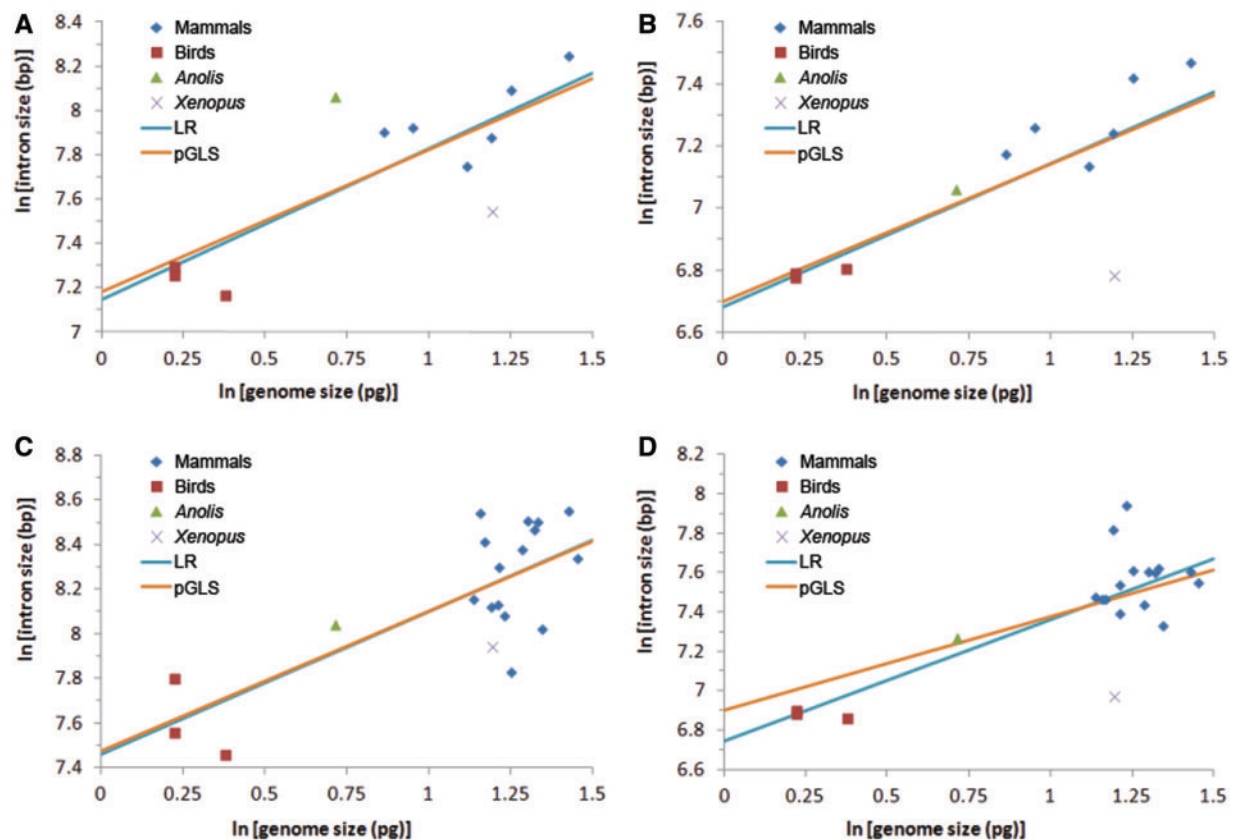 A
8.4
8.2
8
7.8
7.6
7.4
7.2
7
ln [intron size (bp)]
Mammals
Birds
Anolis
Xenopus
LR
pGLS
0 0.25 0.5 0.75 1 1.25 1.5
ln [genome size (pg)]
B
7.6
7.4
7.2
7
6.8
6.6
ln [intron size (bp)]
Mammals
Birds
Anolis
Xenopus
LR
pGLS
0 0.25 0.5 0.75 1 1.25 1.5
ln [genome size (pg)]
C
8.8
8.6
8.4
8.2
8
7.8
7.6
7.4
ln [intron size (bp)]
Mammals
Birds
Anolis
Xenopus
LR
pGLS
0 0.25 0.5 0.75 1 1.25 1.5
ln [genome size (pg)]
D
8.2
8
7.8
7.6
7.4
7.2
7
6.8
6.6
ln [intron size (bp)]
Mammals
Birds
Anolis
Xenopus
LR
pGLS
0 0.25 0.5 0.75 1 1.25 1.5
ln [genome size (pg)]